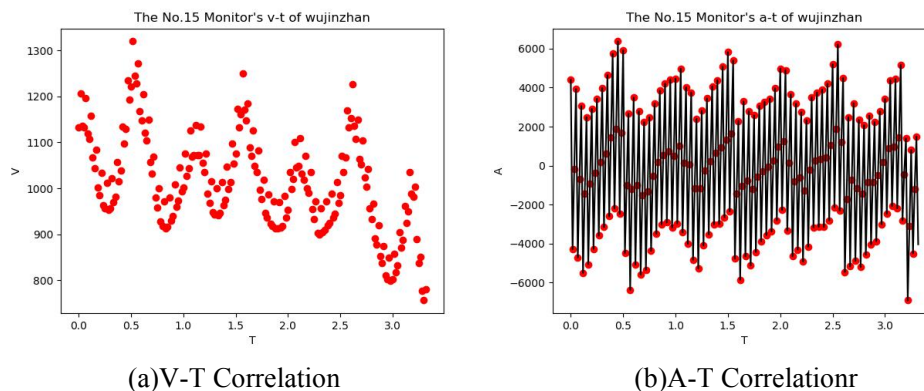 The No.15 Monitor's v-t of wujinzhan
1300
1200
1100
1000
900
800
V
0.0 0.5 1.0 1.5 2.0 2.5 3.0
T
(a)V-T Correlation
The No.15 Monitor's a-t of wujinzhan
6000
4000
2000
0
−2000
−4000
−6000
A
0.0 0.5 1.0 1.5 2.0 2.5 3.0
T
(b)A-T Correlationr